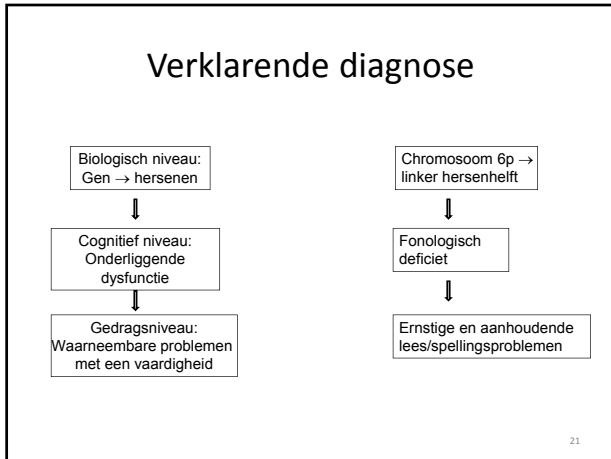 Verklarende diagnose
Biologisch niveau:
Gen → hersenen
Cognitief niveau:
Onderliggende
dysfunctie
Gedragsniveau:
Waarneembare problemen
met een vaardigheid
Chromosoom 6p →
linker hersenhelft
Fonologisch
deficiet
Ernstige en aanhoudende
lees/spellingsproblemen
21